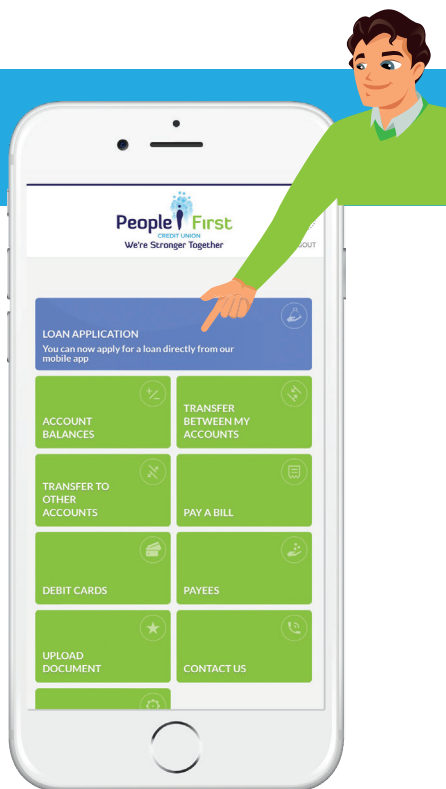 People First
CREDIT UNION
We're Stronger Together
GOUT
LOAN APPLICATION
You can now apply for a loan directly from our
mobile app
ACCOUNT
BALANCES
TRANSFER
BETWEEN MY
ACCOUNTS
TRANSFER TO
OTHER
ACCOUNTS
PAY A BILL
DEBIT CARDS
PAYEES
UPLOAD
DOCUMENT
CONTACT US